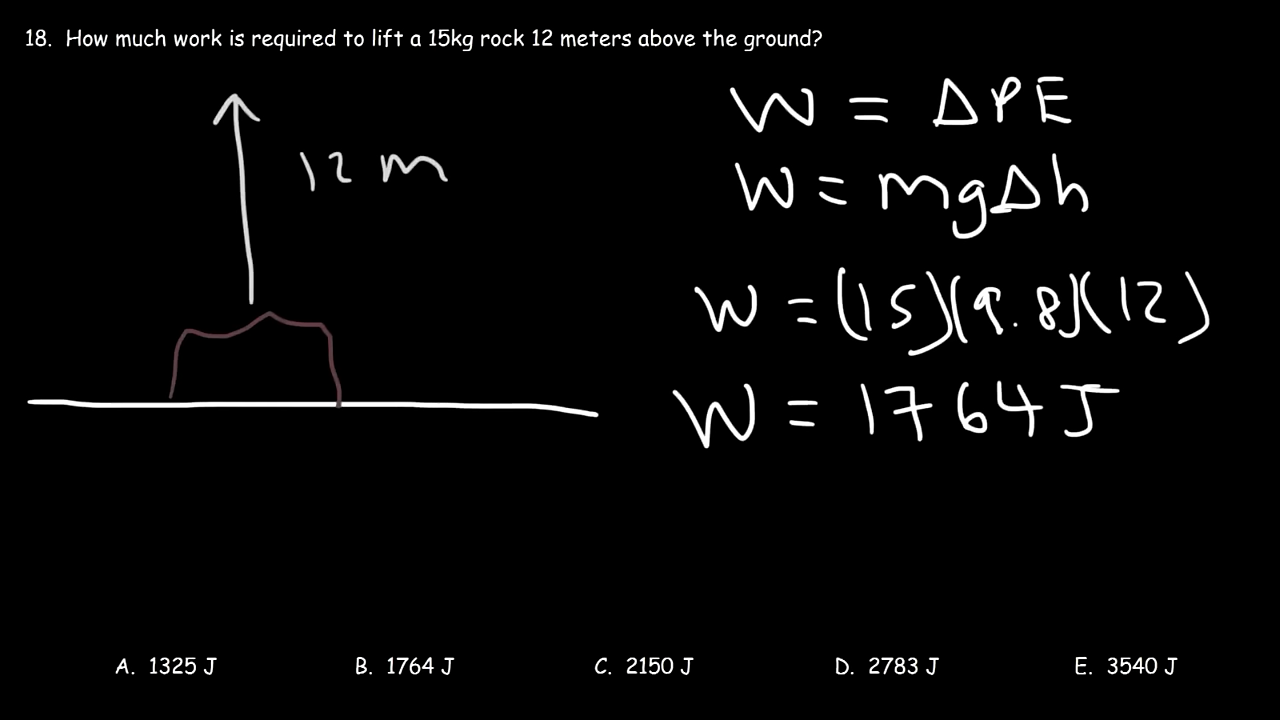 18. How much work is required to lift a 15kg rock 12 meters above the ground?
12 m
W = ΔPE
W = mgΔh
W = (15)(9.8)(12)
W = 1764 J
A. 1325 J B. 1764 J C. 2150 J D. 2783 J E. 3540 J